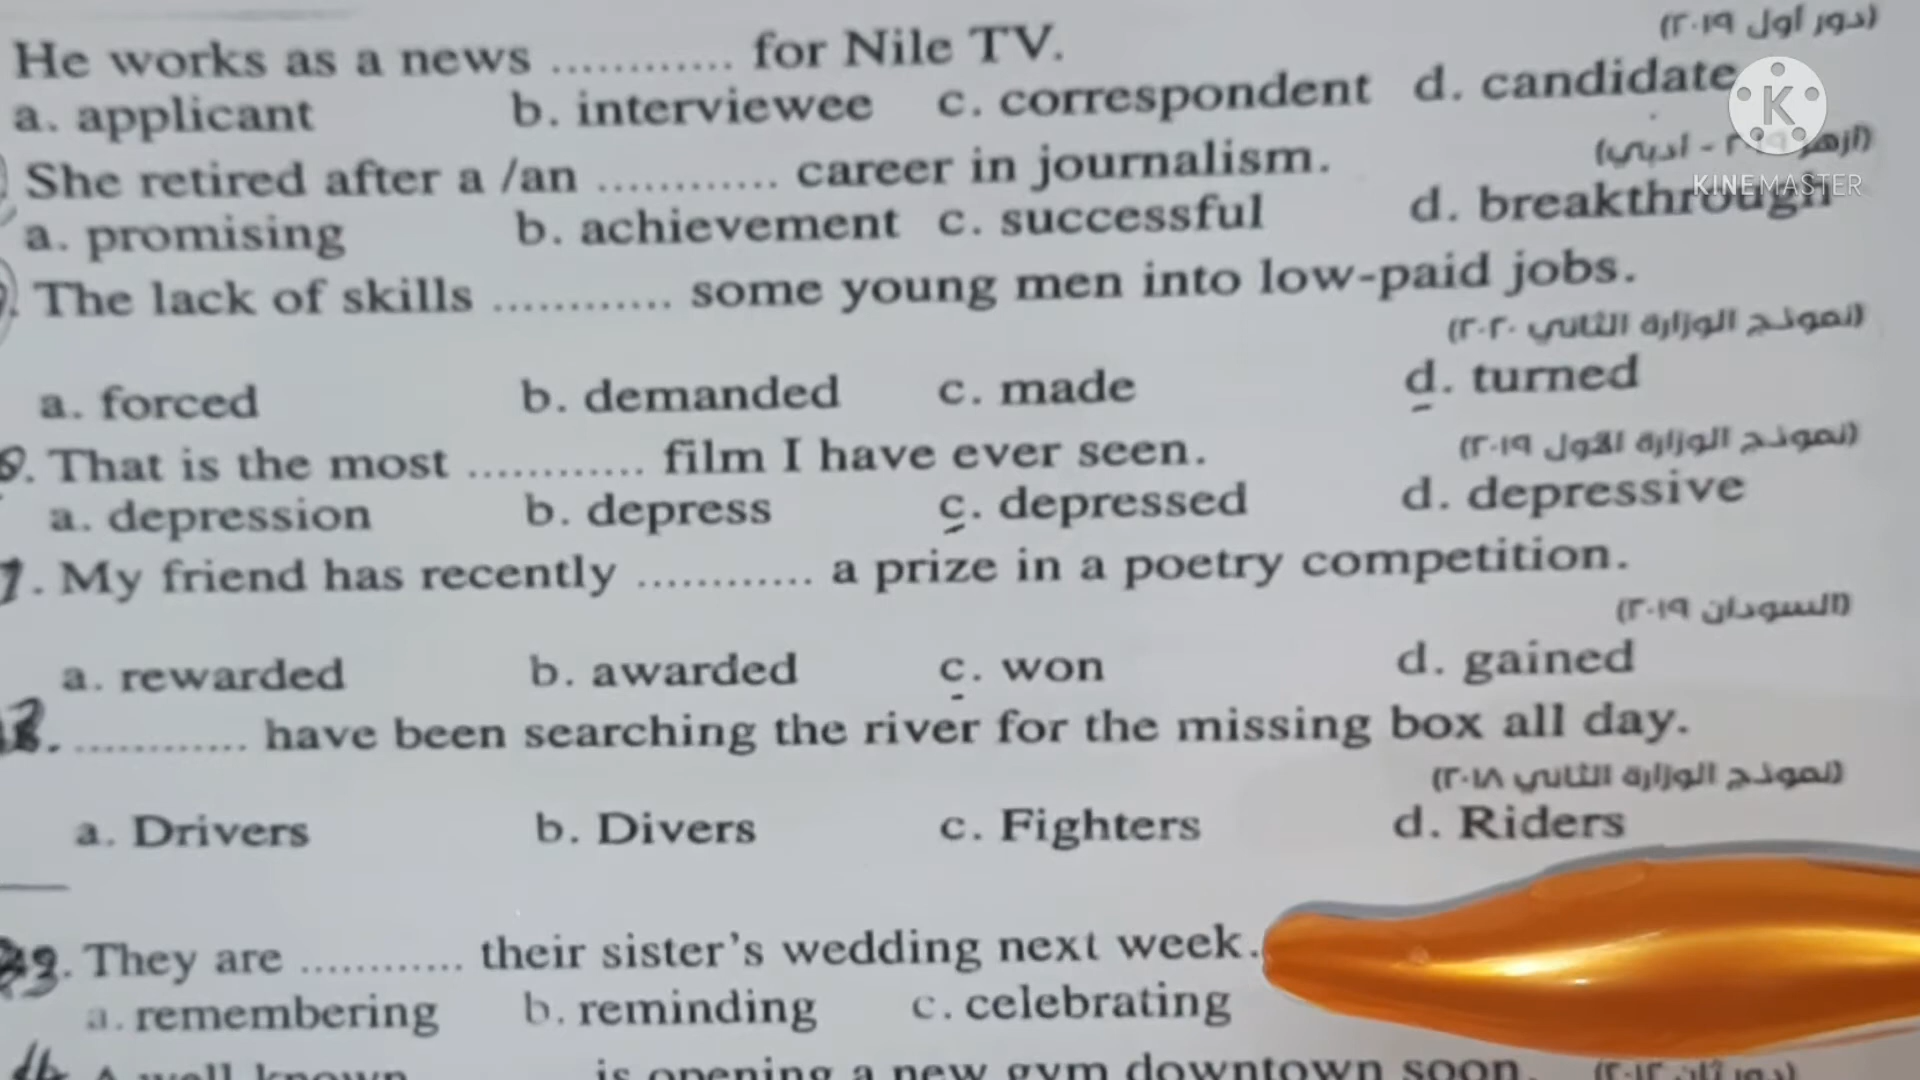 (دور أول ٢٠١٩)
He works as a news ............ for Nile TV.
a. applicant b. interviewee c. correspondent d. candidate
K
KINEMASTER
(أزهر - أدبي)
She retired after a /an ............ career in journalism.
a. promising b. achievement c. successful d. breakthrough
The lack of skills ............ some young men into low-paid jobs.
(نموذج الوزارة الثاني ٢٠٢٠)
a. forced b. demanded c. made d. turned
That is the most ............ film I have ever seen. (نموذج الوزارة الأول ٢٠١٩)
a. depression b. depress c. depressed d. depressive
My friend has recently ............ a prize in a poetry competition.
(السودان ٢٠١٩)
a. rewarded b. awarded c. won d. gained
............ have been searching the river for the missing box all day.
(نموذج الوزارة الثاني ٢٠١٨)
a. Drivers b. Divers c. Fighters d. Riders
They are ............ their sister's wedding next week.
a. remembering b. reminding c. celebrating
A well known is opening a new gym downtown soon.